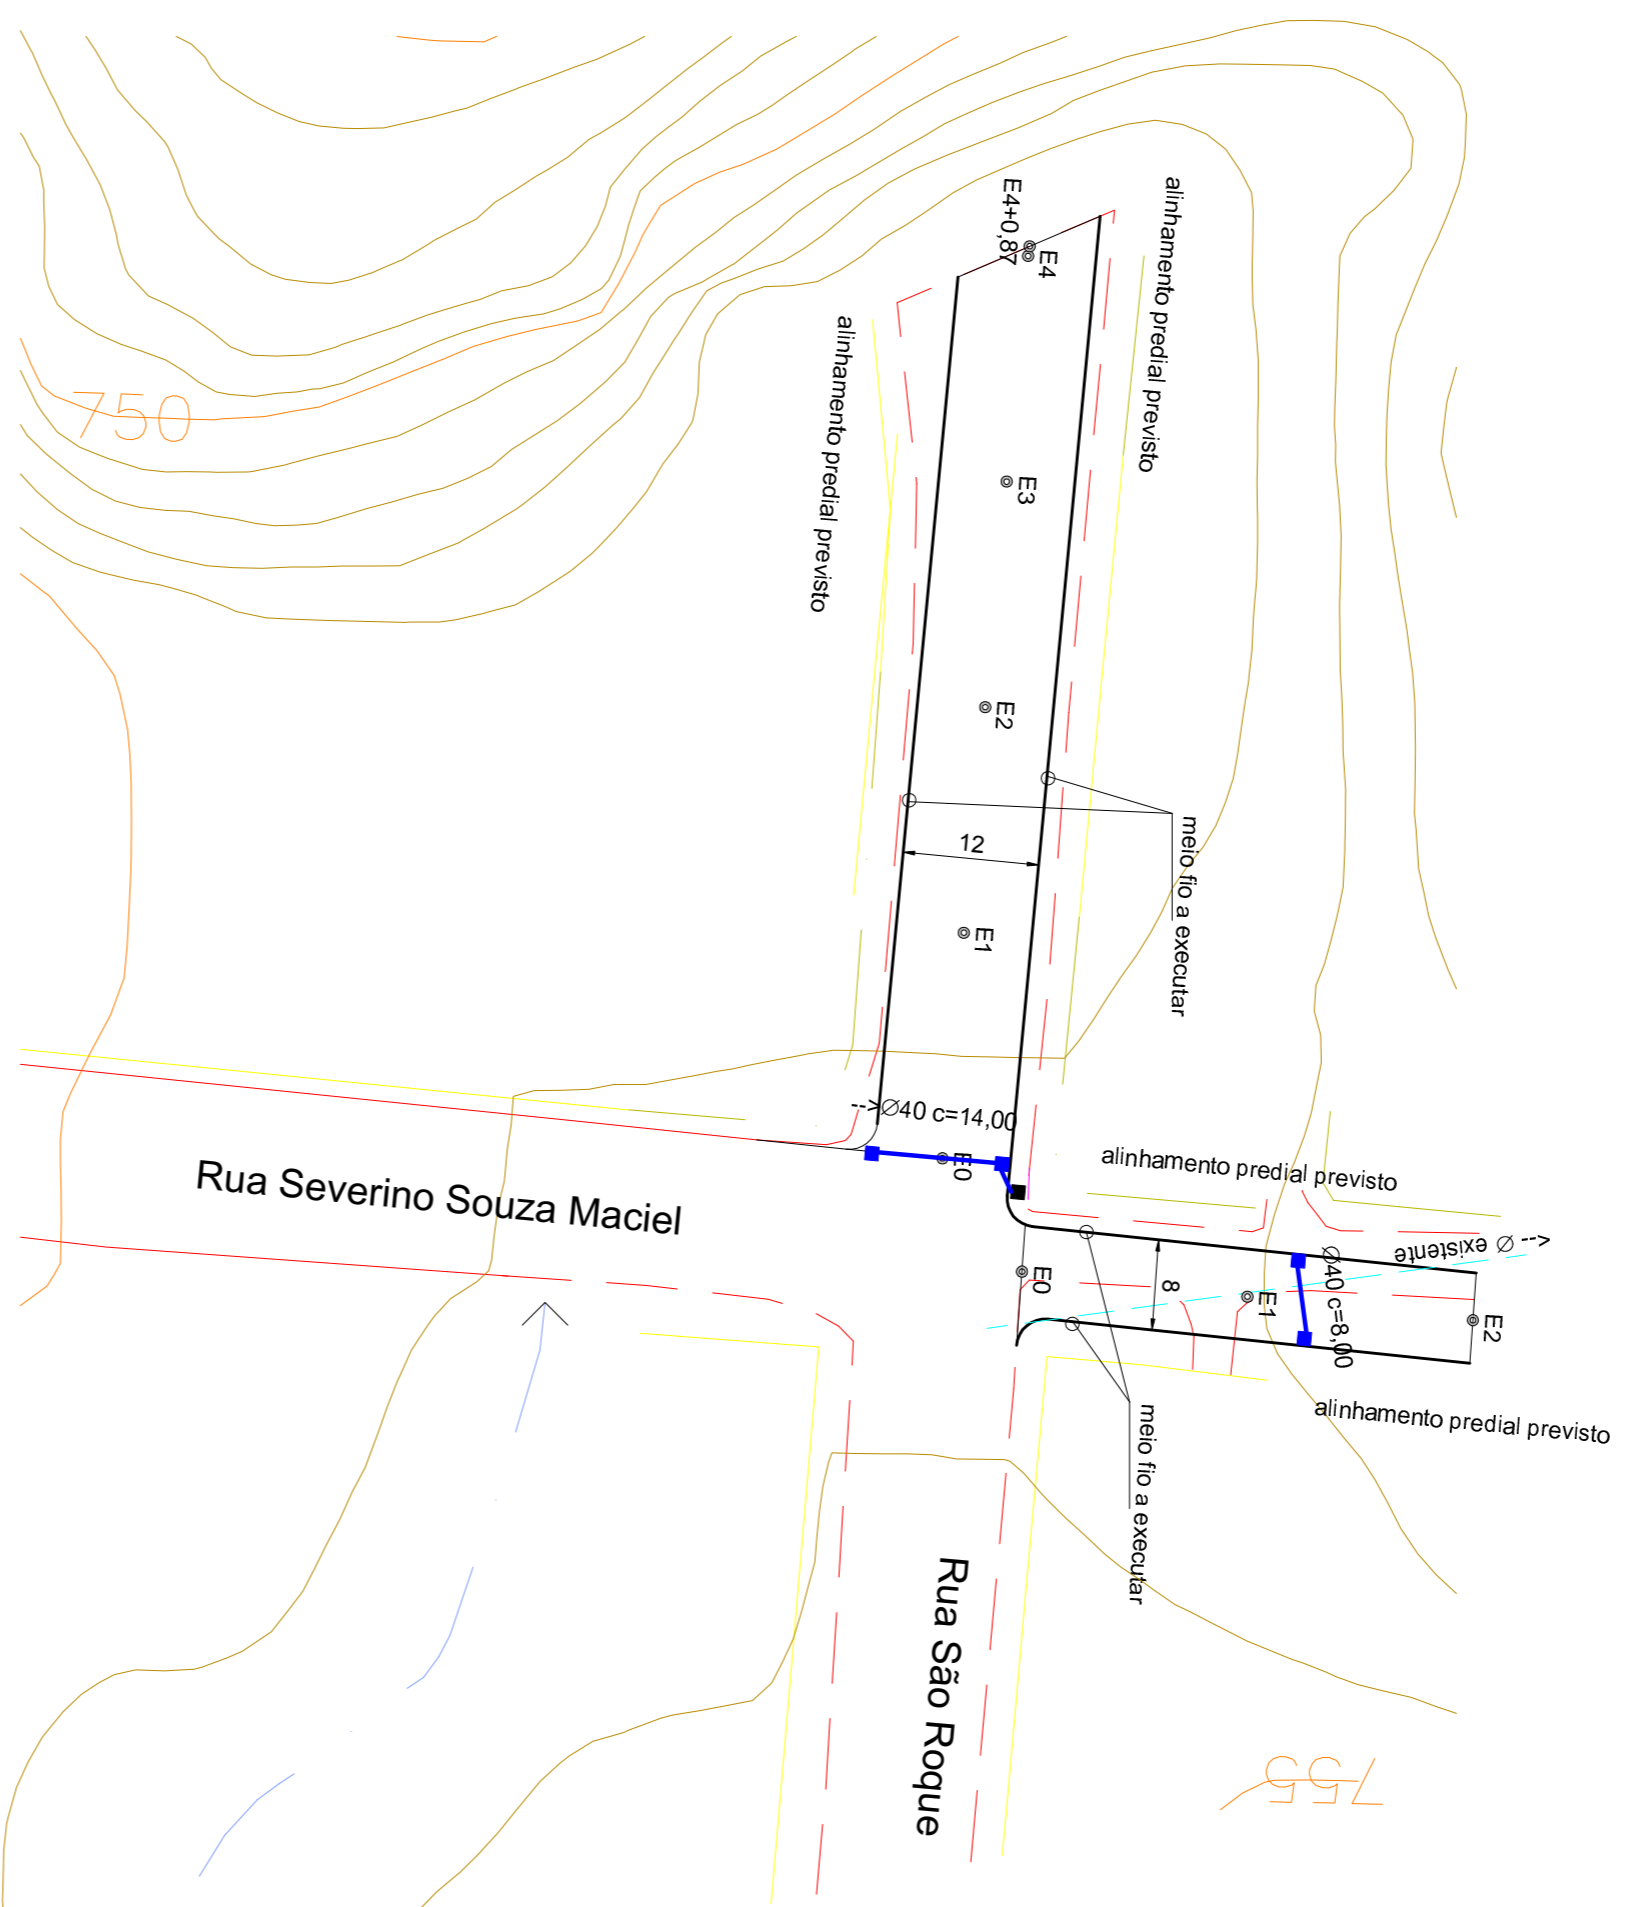 E4+0,87
E4
alinhamento predial previsto
alinhamento predial previsto
750
E3
E2
12
meio fio a executar
E1
-->Ø40 c=14,00
E0
alinhamento predial previsto
Rua Severino Souza Maciel
existente Ø -->
E0
8
E1
Ø40 c=8,00
E2
alinhamento predial previsto
meio fio a executar
Rua São Roque
755